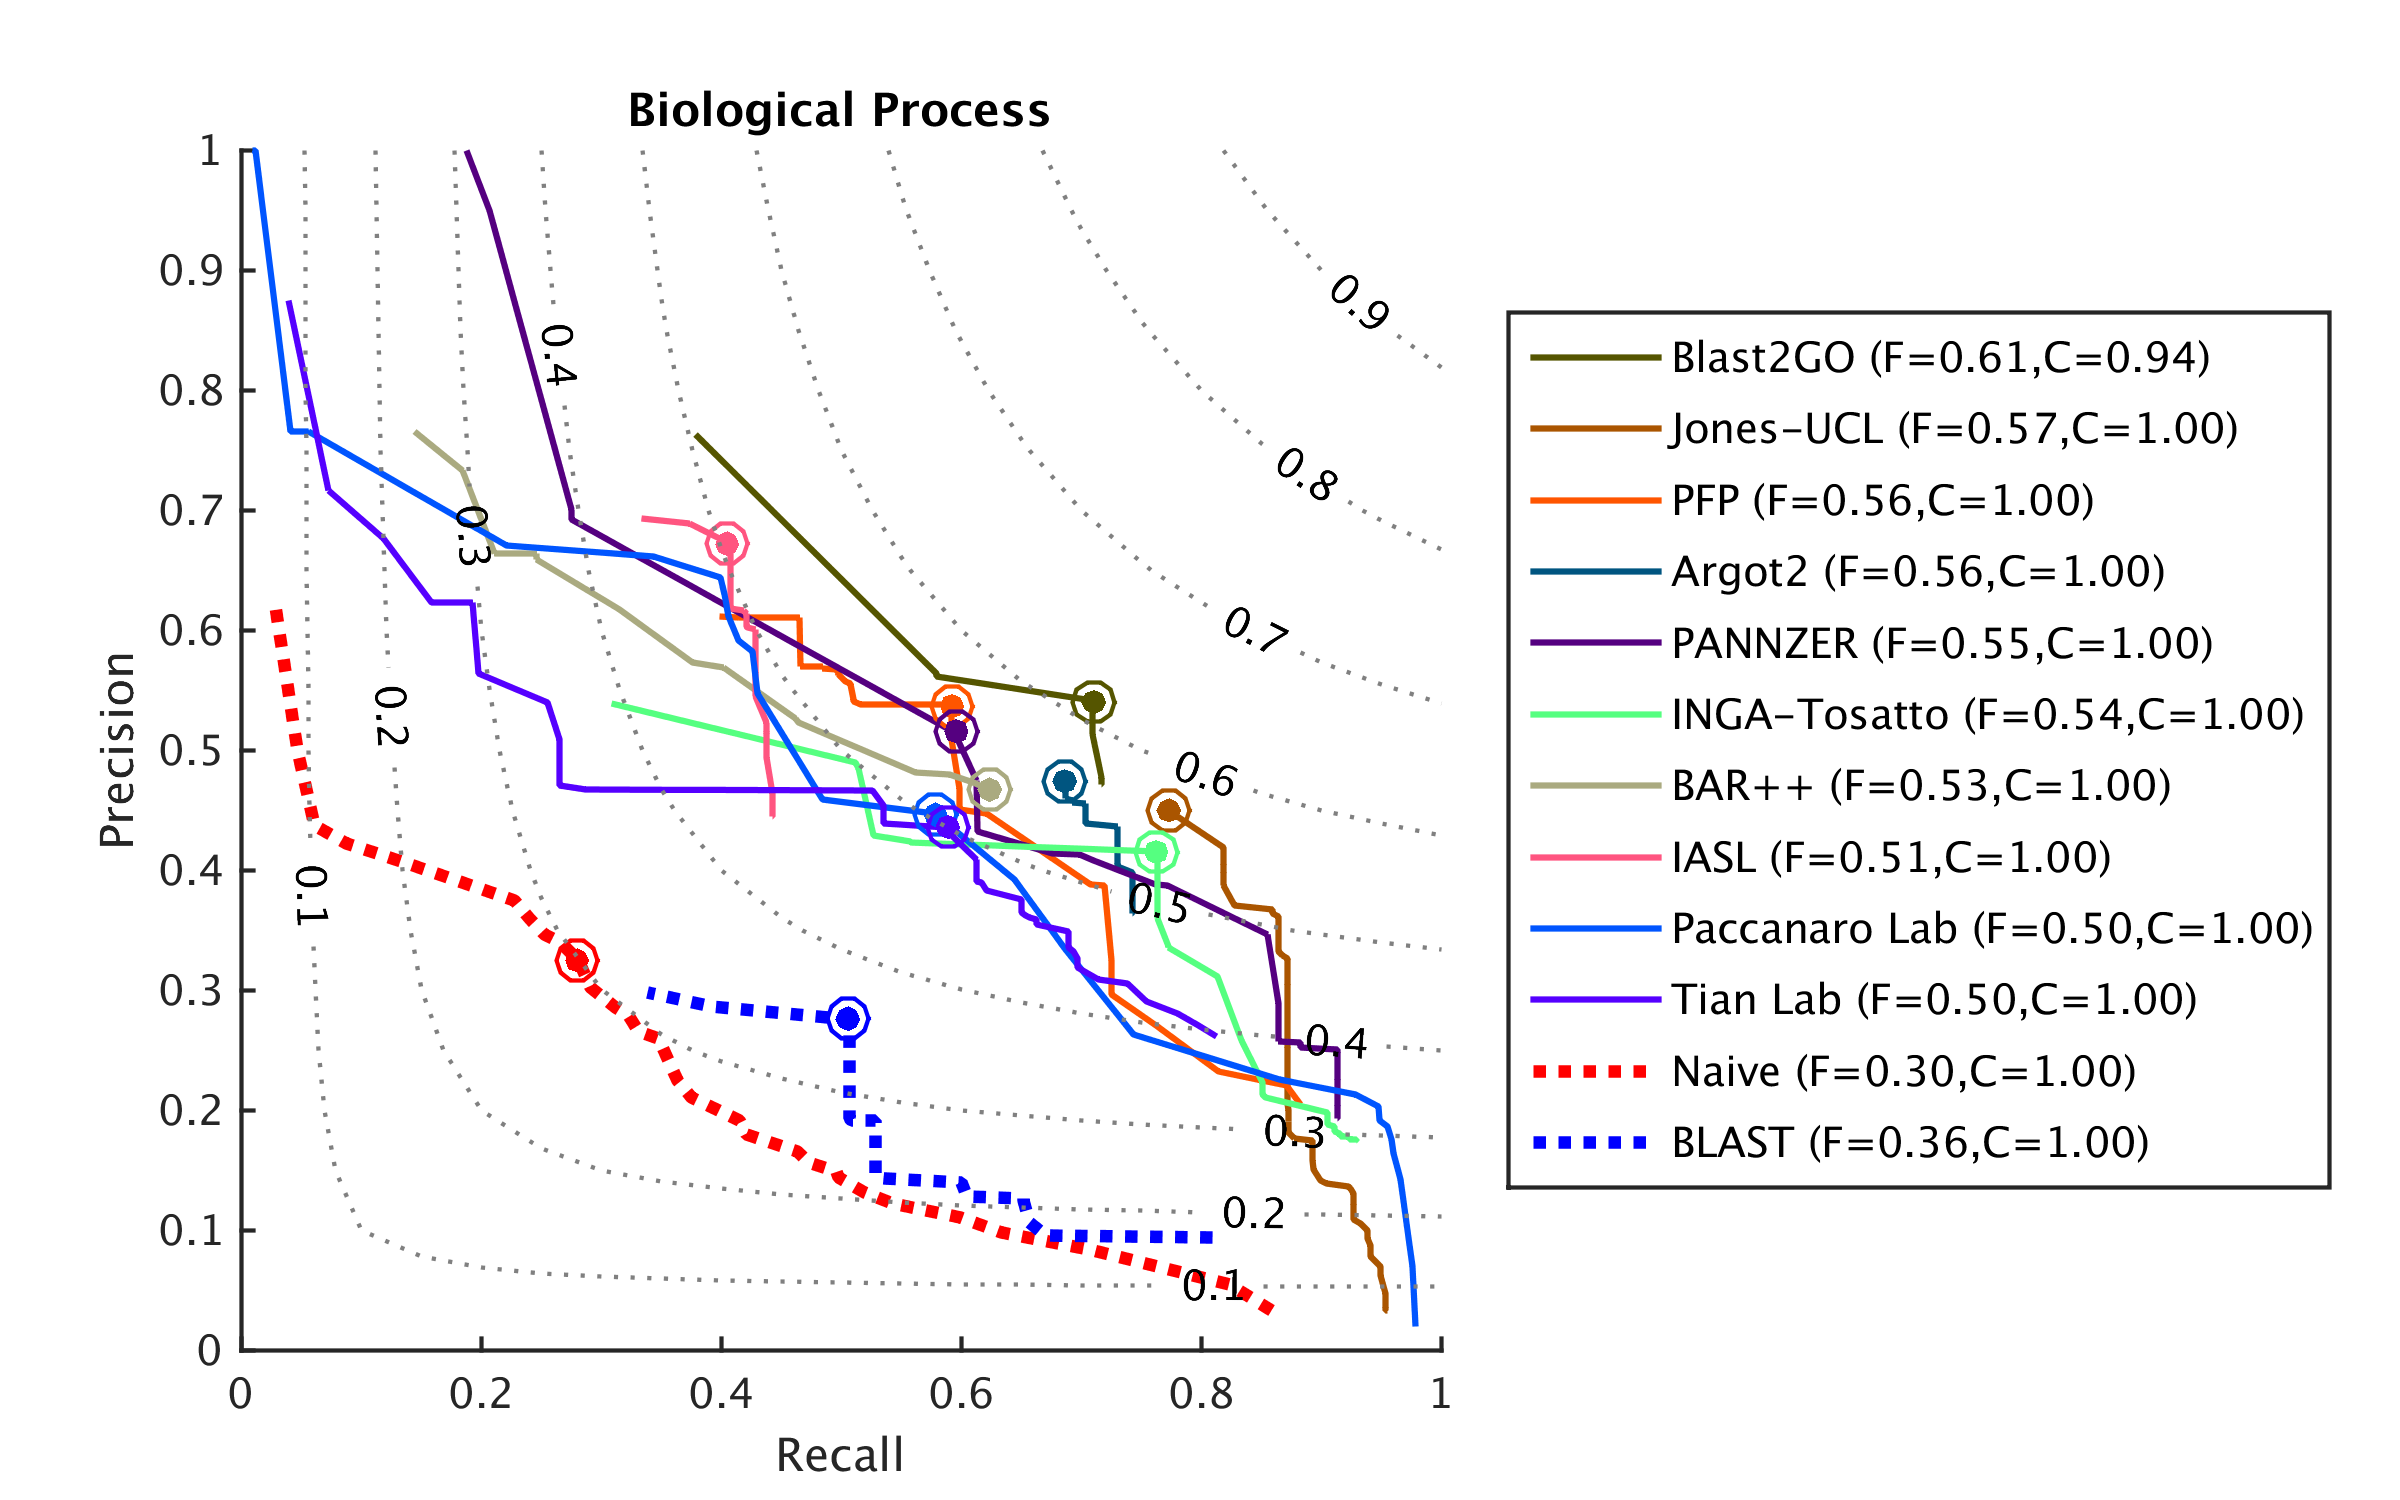 Biological Process
1
0.9
0.8
0.7
0.6
0.5
0.4
0.3
0.2
0.1
0
Precision
0 0.2 0.4 0.6 0.8 1
Recall
0.9
0.8
0.7
0.6
0.5
0.4
0.3
0.2
0.1
0.4
0.3
0.2
0.1
Blast2GO (F=0.61,C=0.94)
Jones-UCL (F=0.57,C=1.00)
PFP (F=0.56,C=1.00)
Argot2 (F=0.56,C=1.00)
PANNZER (F=0.55,C=1.00)
INGA-Tosatto (F=0.54,C=1.00)
BAR++ (F=0.53,C=1.00)
IASL (F=0.51,C=1.00)
Paccanaro Lab (F=0.50,C=1.00)
Tian Lab (F=0.50,C=1.00)
Naive (F=0.30,C=1.00)
BLAST (F=0.36,C=1.00)